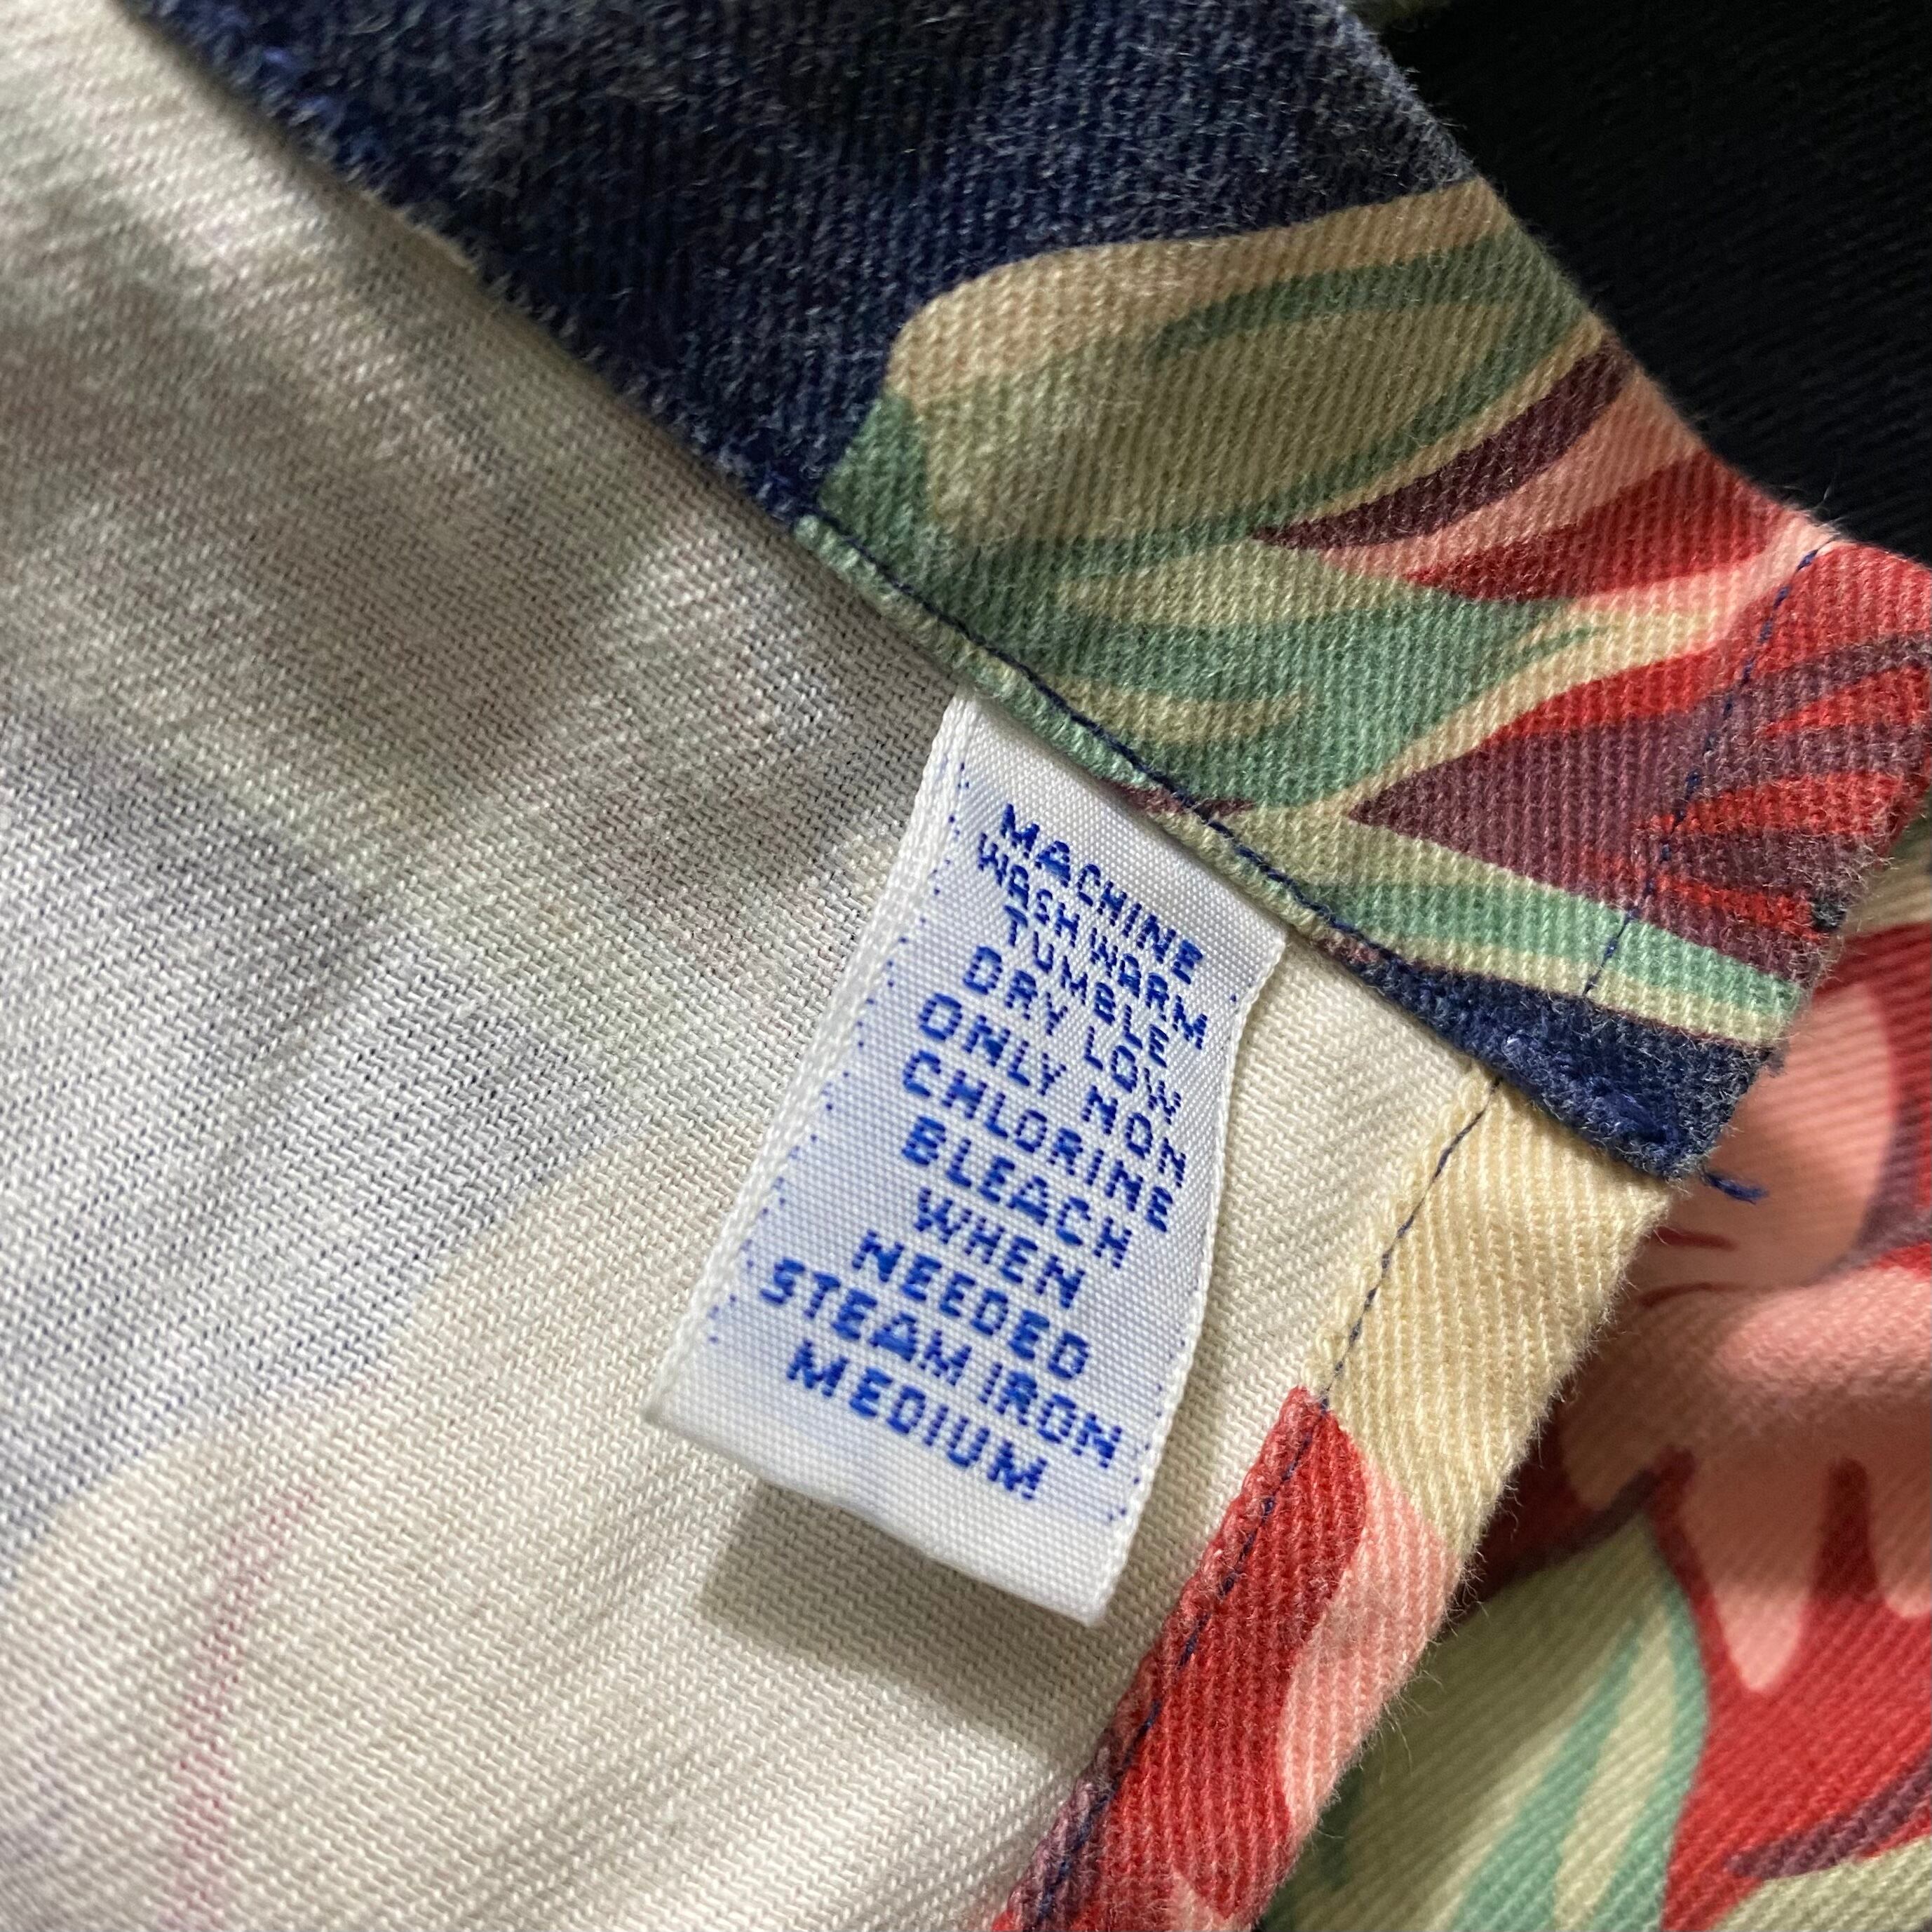 MACHINE
WASH WARM
TUMBLE
DRY LOW
ONLY NON
CHLORINE
BLEACH
WHEN
NEEDED
STEAM IRON
MEDIUM